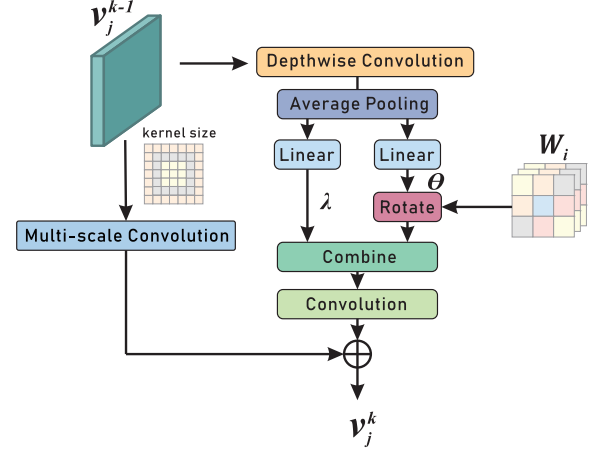 v_j^{k-1}
Depthwise Convolution
Average Pooling
kernel size
Linear
Linear
W_i
λ
θ
Rotate
Multi-scale Convolution
Combine
Convolution
v_j^k